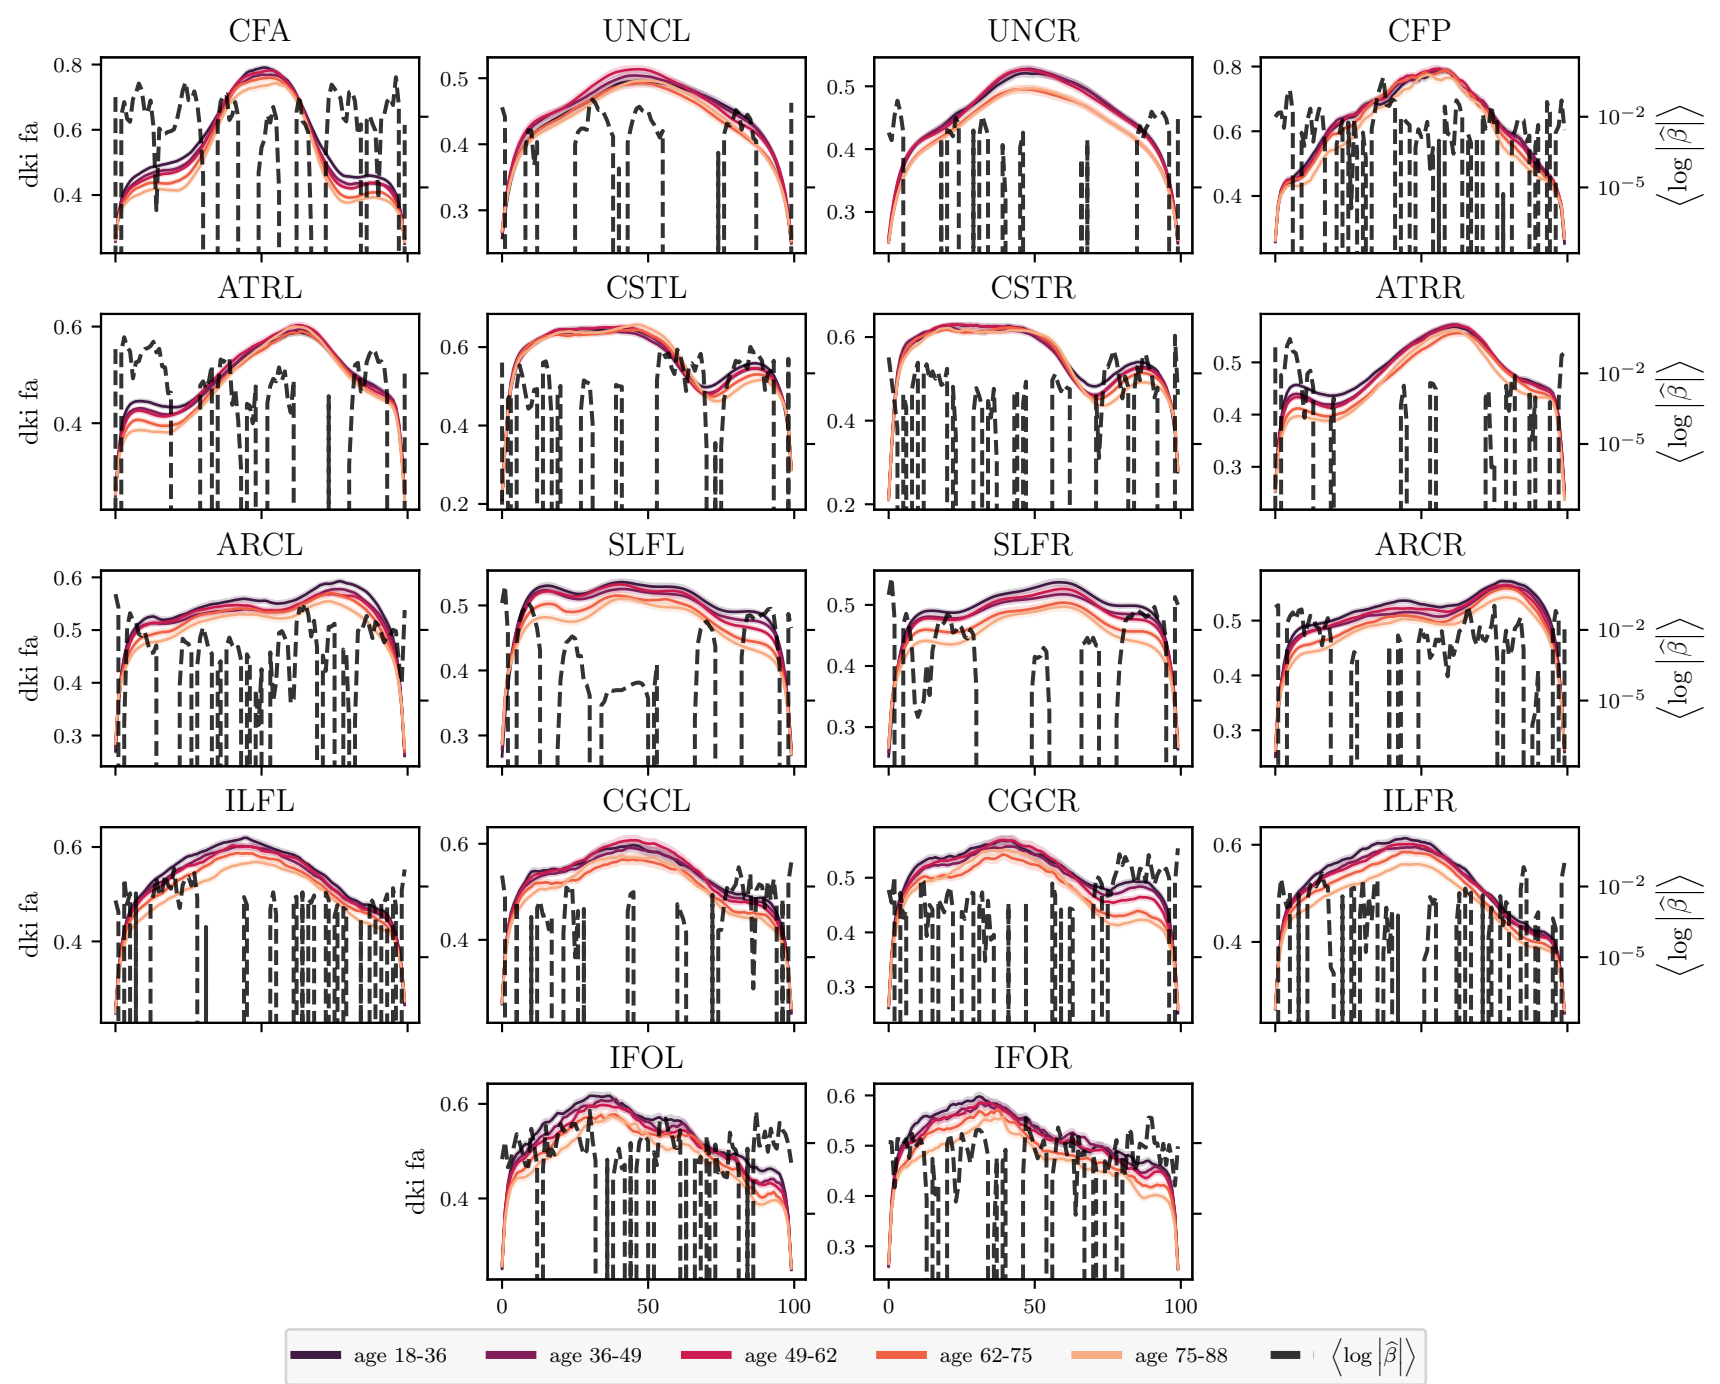 CFA UNCL UNCR CFP
0.8 0.5 0.5 0.8
dki fa 0.6 0.4 0.4 0.6 10⁻² ⟨log |β̂|⟩
0.4 0.3 0.3 0.4 10⁻⁵
ATRL CSTL CSTR ATRR
0.6 0.6 0.6 0.5
dki fa 0.4 0.4 0.4 0.4 10⁻² ⟨log |β̂|⟩
0.2 0.2 0.3 10⁻⁵
ARCL SLFL SLFR ARCR
0.6 0.5 0.5 0.5
dki fa 0.5 0.4 0.4 0.4 10⁻² ⟨log |β̂|⟩
0.4 0.3 0.3 0.3 10⁻⁵
0.3
ILFL CGCL CGCR ILFR
0.6 0.6 0.5 0.6
dki fa 0.4 0.4 0.4 0.4 10⁻² ⟨log |β̂|⟩
0.3 10⁻⁵
IFOL IFOR
0.6 0.6
dki fa 0.4 0.5
0.4
0.3
0 50 100 0 50 100
age 18-36 age 36-49 age 49-62 age 62-75 age 75-88 ⟨log |β̂|⟩